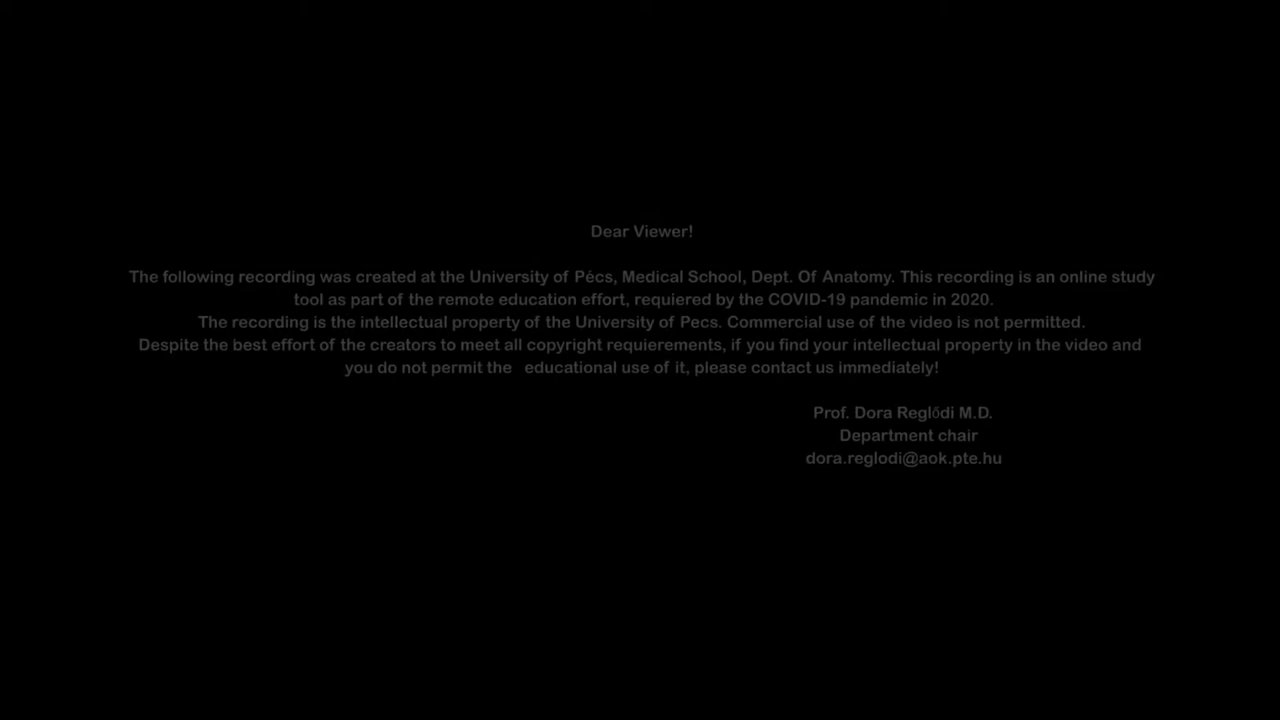 Dear Viewer!
The following recording was created at the University of Pécs, Medical School, Dept. Of Anatomy. This recording is an online study
tool as part of the remote education effort, requiered by the COVID-19 pandemic in 2020.
The recording is the intellectual property of the University of Pecs. Commercial use of the video is not permitted.
Despite the best effort of the creators to meet all copyright requierements, if you find your intellectual property in the video and
you do not permit the educational use of it, please contact us immediately!
Prof. Dora Reglődi M.D.
Department chair
dora.reglodi@aok.pte.hu